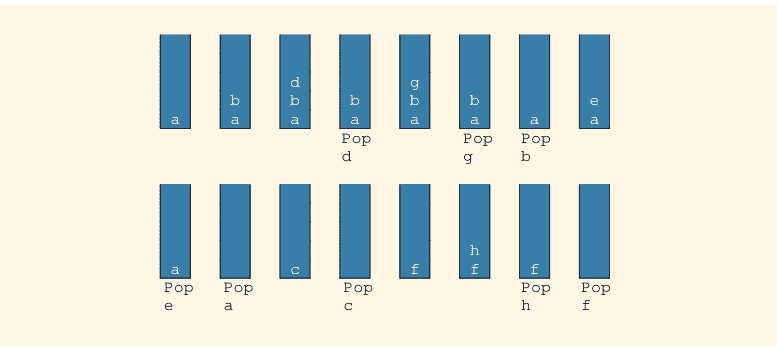 d g
b b b b b e
a a a a a a a a
Pop Pop Pop
d g b
h
a c f f f
Pop Pop Pop Pop Pop
e a c h f